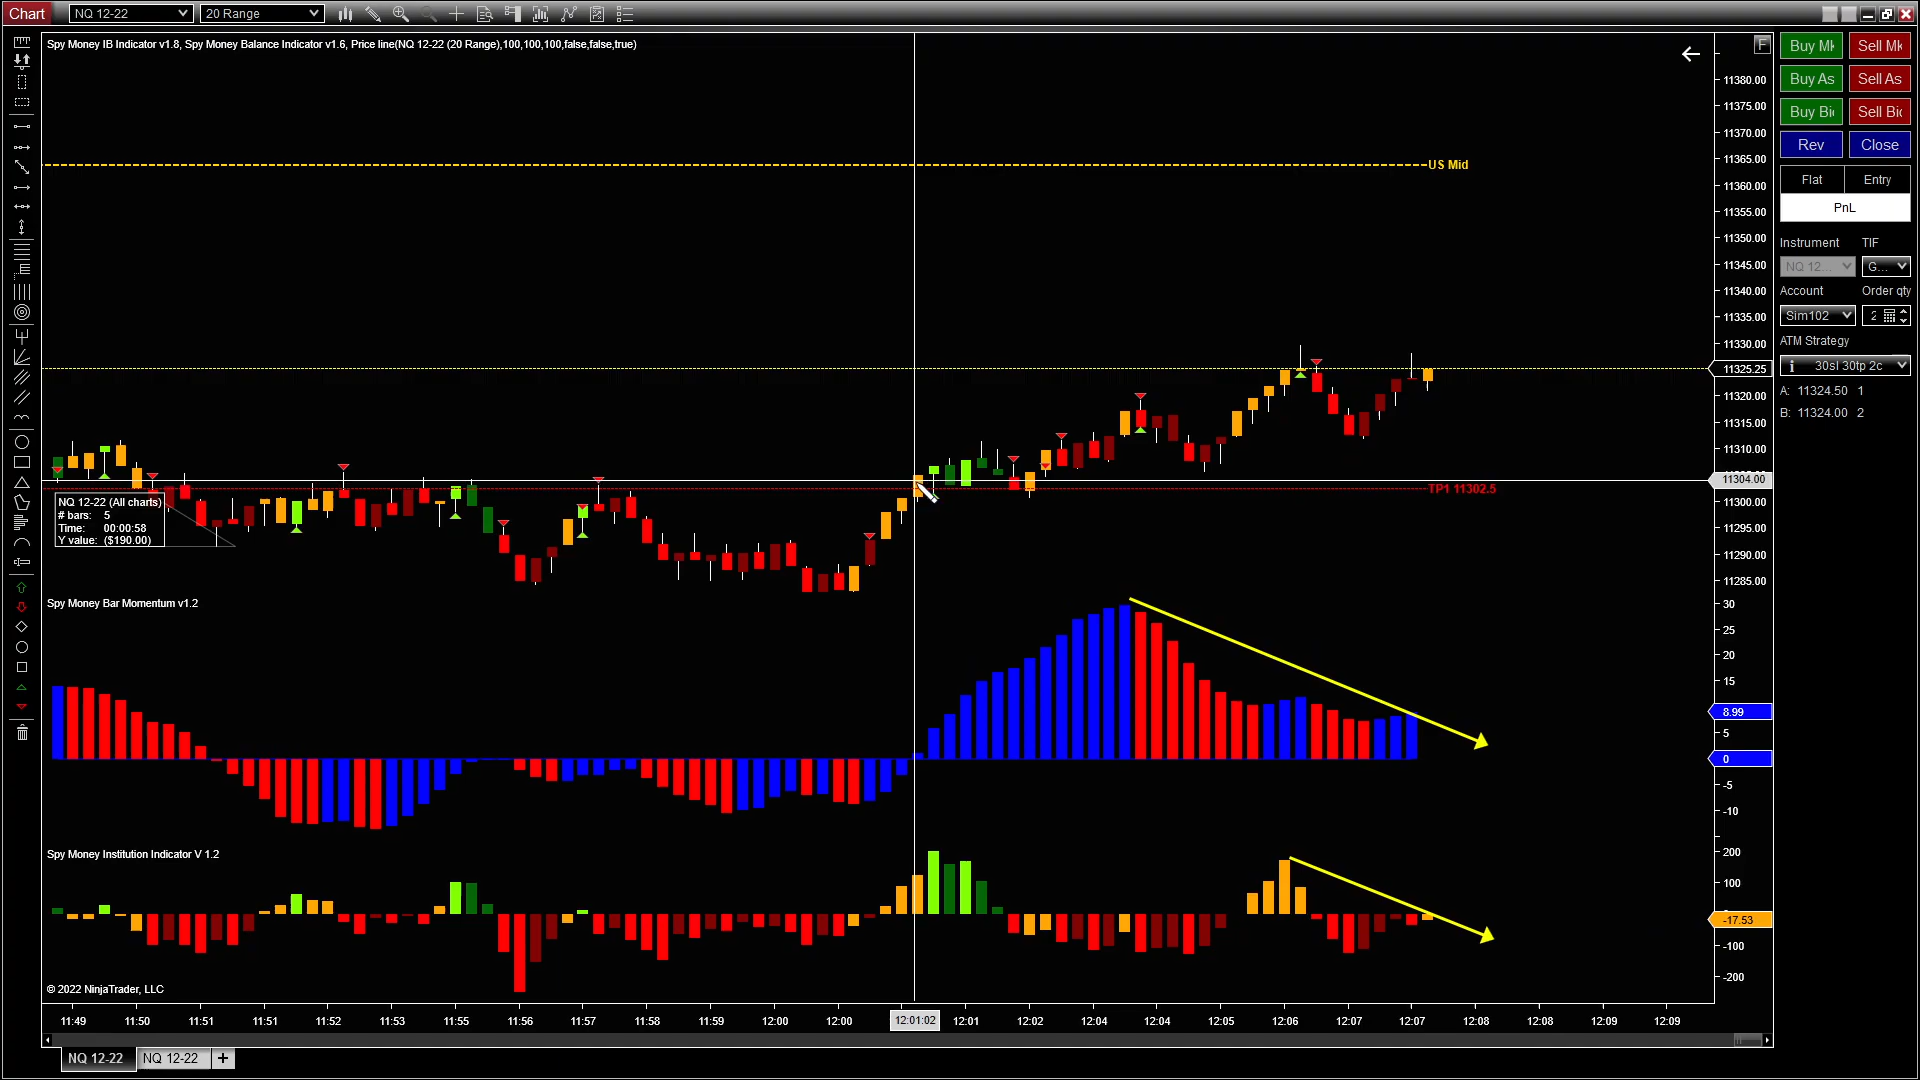 Chart NQ 12-22 20 Range
Spy Money IB Indicator v1.8, Spy Money Balance Indicator v1.6, Price line(NQ 12-22 (20 Range),100,100,100,false,false,true)
F
US Mid
TP1 11302.5
NQ 12-22 (All charts)
# bars: 5
Time: 00:00:58
Y value: ($190.00)
11380.00
11375.00
11370.00
11365.00
11360.00
11355.00
11350.00
11345.00
11340.00
11335.00
11330.00
11325.25
11320.00
11315.00
11310.00
11304.00
11300.00
11295.00
11290.00
11285.00
Spy Money Bar Momentum v1.2
30
25
20
15
8.99
5
0
-5
-10
Spy Money Institution Indicator V 1.2
200
100
-17.53
-100
-200
© 2022 NinjaTrader, LLC
11:49 11:50 11:51 11:51 11:52 11:53 11:55 11:56 11:57 11:58 11:59 12:00 12:00 12:01:02 12:01 12:02 12:04 12:04 12:05 12:06 12:07 12:07 12:08 12:08 12:09 12:09
NQ 12-22 NQ 12-22 +
Buy Mk Sell Mk
Buy As Sell As
Buy Bi Sell Bi
Rev Close
Flat Entry
PnL
Instrument TIF
NQ 12... G...
Account Order qty
Sim102 2
ATM Strategy
30sl 30tp 2c
A: 11324.50 1
B: 11324.00 2